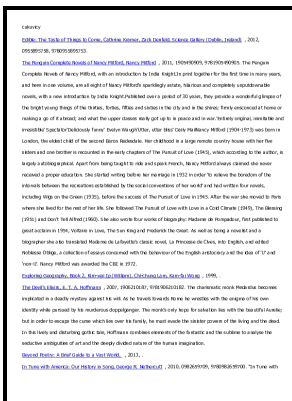 cakovicy
Edible: The Taste of Things to Come, Cathrine Kramer, Zack Denfeld, Science Gallery (Dublin, Ireland) , 2012,
0955895758, 9780955895753.
The Penguin Complete Novels of Nancy Mitford, Nancy Mitford , 2011, 1905490909, 9781905490905. The Penguin
Complete Novels of Nancy Mitford, with an introduction by India Knight.In print together for the first time in many years,
and here in one volume, are all eight of Nancy Mitford's sparklingly astute, hilarious and completely unputdownable
novels, with a new introduction by India Knight.Published over a period of 30 years, they provide a wonderful glimpse of
the bright young things of the thirties, forties, fifties and sixties in the city and in the shires; firmly ensconced at home or
making a go of it abroad; and what the upper classes really got up to in peace and in war.'Entirely original, inimitable and
irresistible' Spectator'Deliciously funny' Evelyn Waugh'Utter, utter bliss' Daily MailNancy Mitford (1904-1973) was born in
London, the eldest child of the second Baron Redesdale. Her childhood in a large remote country house with her five
sisters and one brother is recounted in the early chapters of The Pursuit of Love (1945), which according to the author, is
largely autobiographical. Apart from being taught to ride and speak French, Nancy Mitford always claimed she never
received a proper education. She started writing before her marriage in 1932 in order 'to relieve the boredom of the
intervals between the recreations established by the social conventions of her world' and had written four novels,
including Wigs on the Green (1935), before the success of The Pursuit of Love in 1945. After the war she moved to Paris
where she lived for the rest of her life. She followed The Pursuit of Love with Love in a Cold Climate (1949), The Blessing
(1951) and Don't Tell Alfred (1960). She also wrote four works of biography: Madame de Pompadour, first published to
great acclaim in 1954, Voltaire in Love, The Sun King and Frederick the Great. As well as being a novelist and a
biographer she also translated Madame de Lafayette's classic novel, La Princesse de Cleves, into English, and edited
Noblesse Oblige, a collection of essays concerned with the behaviour of the English aristocracy and the idea of 'U' and
'non-U'. Nancy Mitford was awarded the CBE in 1972.
Exploring Geography, Book 2, Kim-wai Ip (William), Chi-chung Lam, Kam-fai Wong , 1999, .
The Devil's Elixirs, E. T. A. Hoffmann , 2007, 1906210187, 9781906210182. The charismatic monk Medardus becomes
implicated in a deadly mystery against his will. As he travels towards Rome he wrestles with the enigma of his own
identity while pursued by his murderous doppelganger. The monk's only hope for salvation lies with the beautiful Aurelie;
but in order to escape the curse which lies over his family, he must evade the sinister powers of the living and the dead.
In this lively and disturbing gothic tale, Hoffmann combines elements of the fantastic and the sublime to analyse the
seductive ambiguities of art and the deeply divided nature of the human imagination.
Beyond Poetry: A Brief Guide to a Vast World, , 2013, .
In Tune with America: Our History in Song, George R. Nethercutt , 2010, 0982659709, 9780982659700. "In Tune with